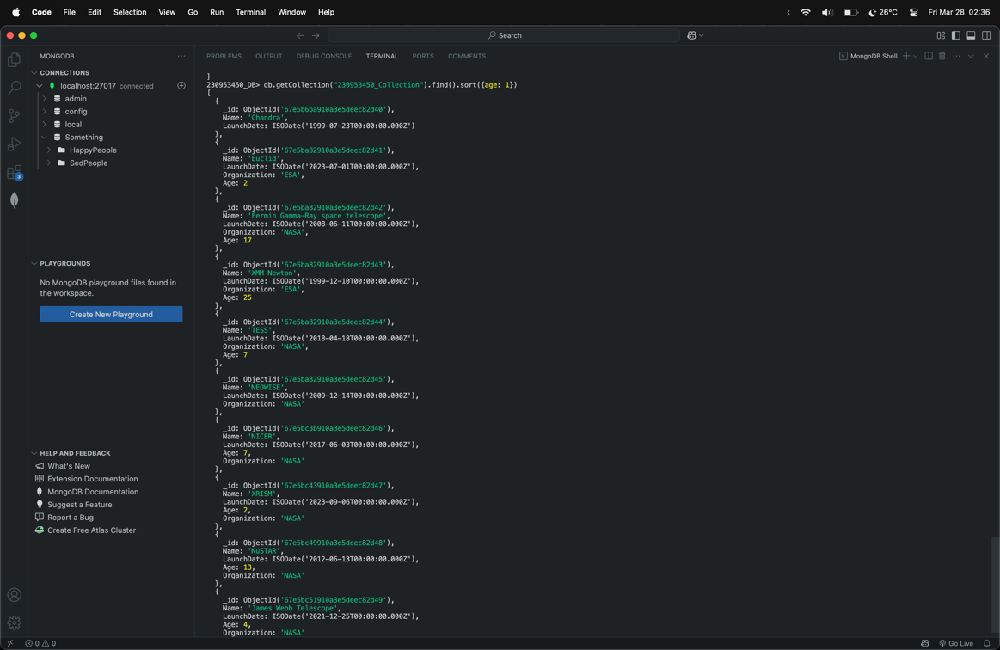 Code File Edit Selection View Go Run Terminal Window Help
26°C Fri Mar 28 02:36
Search
MONGODB
PROBLEMS OUTPUT DEBUG CONSOLE TERMINAL PORTS COMMENTS
MongoDB Shell
CONNECTIONS
localhost:27017 connected
admin
config
local
Something
HappyPeople
SedPeople
3
PLAYGROUNDS
No MongoDB playground files found in
the workspace.
Create New Playground
HELP AND FEEDBACK
What's New
Extension Documentation
MongoDB Documentation
Suggest a Feature
Report a Bug
Create Free Atlas Cluster
]
230953450_DB> db.getCollection("230953450_Collection").find().sort({age: 1})
[
{
_id: ObjectId('67e5b6ba910a3e5deec82d40'),
Name: 'Chandra',
LaunchDate: ISODate('1999-07-23T00:00:00.000Z')
},
{
_id: ObjectId('67e5ba82910a3e5deec82d41'),
Name: 'Euclid',
LaunchDate: ISODate('2023-07-01T00:00:00.000Z'),
Organization: 'ESA',
Age: 2
},
{
_id: ObjectId('67e5ba82910a3e5deec82d42'),
Name: 'Fermin Gamma-Ray space telescope',
LaunchDate: ISODate('2008-06-11T00:00:00.000Z'),
Organization: 'NASA',
Age: 17
},
{
_id: ObjectId('67e5ba82910a3e5deec82d43'),
Name: 'XMM Newton',
LaunchDate: ISODate('1999-12-10T00:00:00.000Z'),
Organization: 'ESA',
Age: 25
},
{
_id: ObjectId('67e5ba82910a3e5deec82d44'),
Name: 'TESS',
LaunchDate: ISODate('2018-04-18T00:00:00.000Z'),
Organization: 'NASA',
Age: 7
},
{
_id: ObjectId('67e5ba82910a3e5deec82d45'),
Name: 'NEOWISE',
LaunchDate: ISODate('2009-12-14T00:00:00.000Z'),
Organization: 'NASA'
},
{
_id: ObjectId('67e5bc3b910a3e5deec82d46'),
Name: 'NICER',
LaunchDate: ISODate('2017-06-03T00:00:00.000Z'),
Age: 7,
Organization: 'NASA'
},
{
_id: ObjectId('67e5bc43910a3e5deec82d47'),
Name: 'XRISM',
LaunchDate: ISODate('2023-09-06T00:00:00.000Z'),
Age: 2,
Organization: 'NASA'
},
{
_id: ObjectId('67e5bc49910a3e5deec82d48'),
Name: 'NuSTAR',
LaunchDate: ISODate('2012-06-13T00:00:00.000Z'),
Age: 13,
Organization: 'NASA'
},
{
_id: ObjectId('67e5bc51910a3e5deec82d49'),
Name: 'James Webb Telescope',
LaunchDate: ISODate('2021-12-25T00:00:00.000Z'),
Age: 4,
Organization: 'NASA'
0 0
Go Live